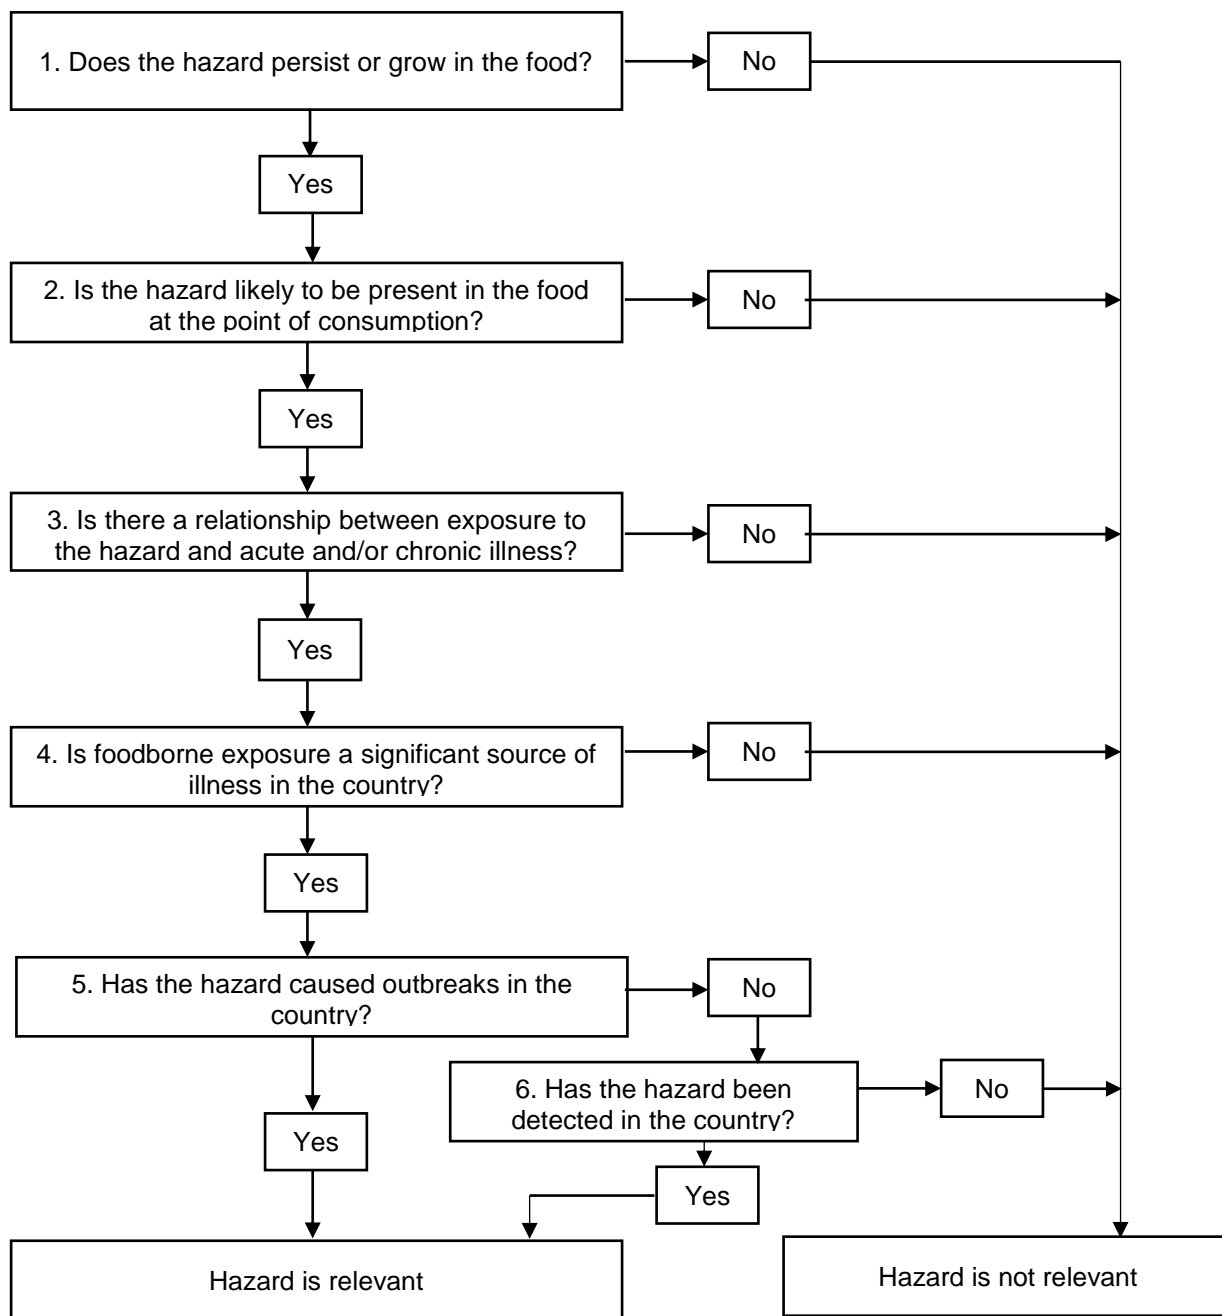 1. Does the hazard persist or grow in the food?
No
Yes
2. Is the hazard likely to be present in the food
at the point of consumption?
No
Yes
3. Is there a relationship between exposure to
the hazard and acute and/or chronic illness?
No
Yes
4. Is foodborne exposure a significant source of
illness in the country?
No
Yes
5. Has the hazard caused outbreaks in the
country?
No
6. Has the hazard been
detected in the country?
No
Yes
Yes
Hazard is relevant
Hazard is not relevant